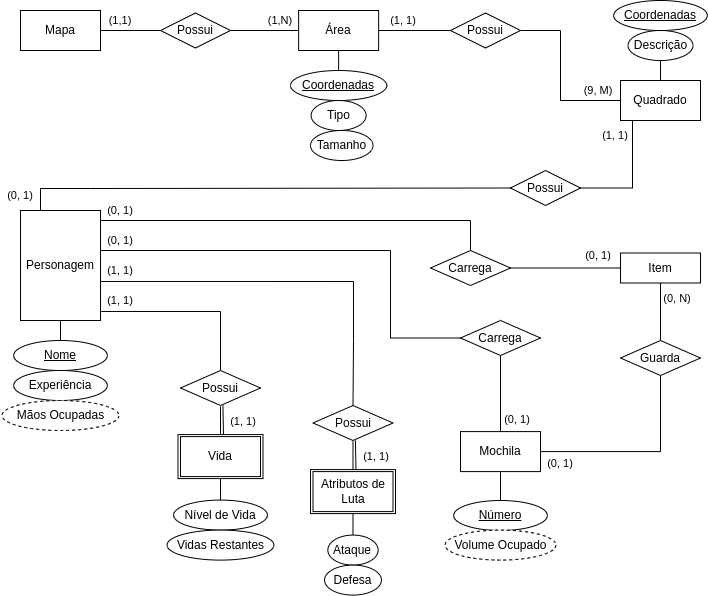 Mapa
(1,1)
Possui
(1,N)
Área
(1, 1)
Possui
Coordenadas
Descrição
(9, M)
Quadrado
(1, 1)
Coordenadas
Tipo
Tamanho
Possui
(0, 1)
(0, 1)
(0, 1)
(1, 1)
(1, 1)
Personagem
Carrega
(0, 1)
Item
(0, N)
Carrega
Guarda
Nome
Experiência
Mãos Ocupadas
Possui
(1, 1)
Vida
Nível de Vida
Vidas Restantes
Possui
(1, 1)
Atributos de
Luta
Ataque
Defesa
(0, 1)
Mochila
(0, 1)
Número
Volume Ocupado